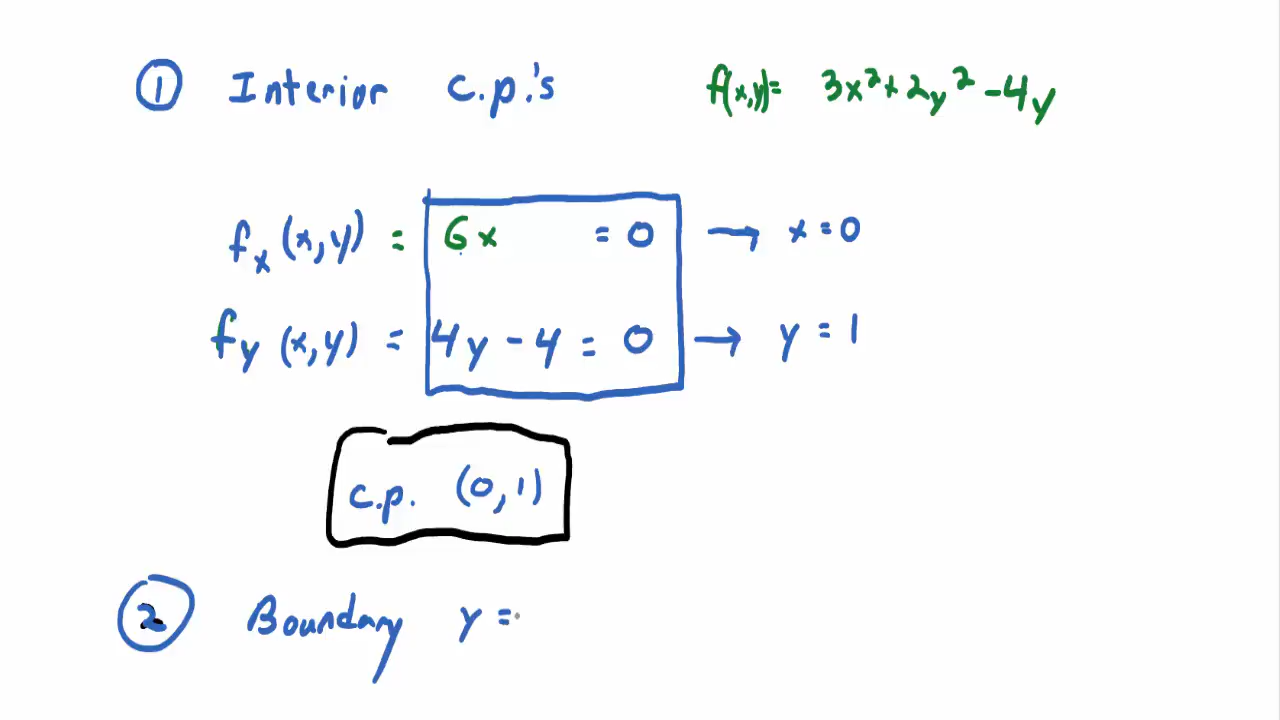 ① Interior c.p.'s f(x,y)= 3x²+2y²-4y
fx (x,y) = 6x = 0 → x = 0
fy (x,y) = 4y - 4 = 0 → y = 1
c.p. (0,1)
② Boundary y =